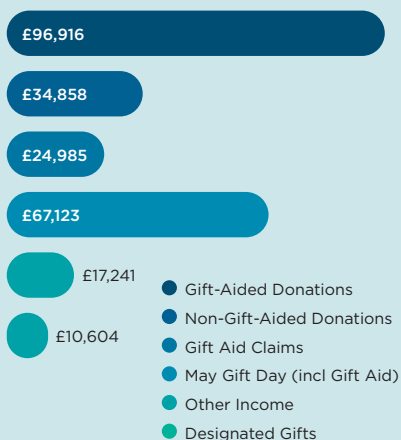 £96,916
£34,858
£24,985
£67,123
£17,241
£10,604
Gift-Aided Donations
Non-Gift-Aided Donations
Gift Aid Claims
May Gift Day (incl Gift Aid)
Other Income
Designated Gifts